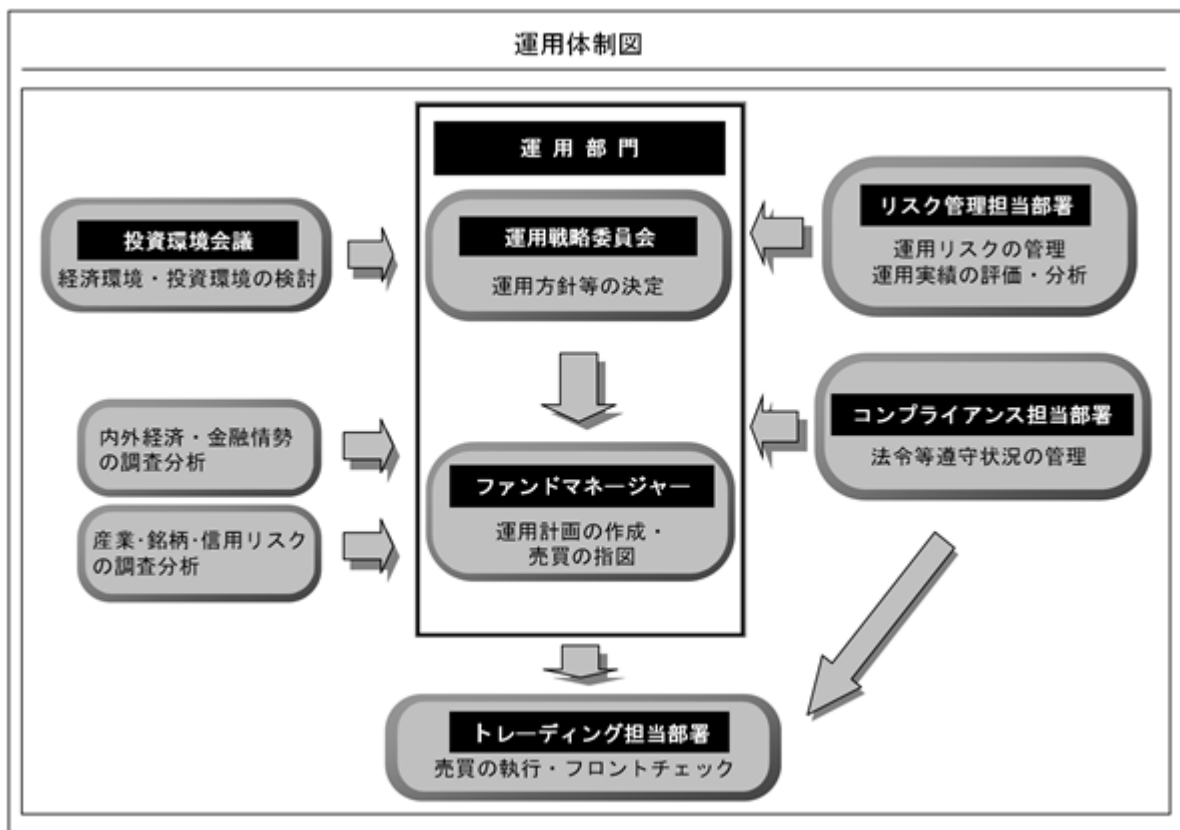 運用体制図
運用部門
投資環境会議
経済環境・投資環境の検討
運用戦略委員会
運用方針等の決定
リスク管理担当部署
運用リスクの管理
運用実績の評価・分析
内外経済・金融情勢
の調査分析
産業･銘柄･信用リスク
の調査分析
ファンドマネージャー
運用計画の作成・
売買の指図
コンプライアンス担当部署
法令等遵守状況の管理
トレーディング担当部署
売買の執行・フロントチェック